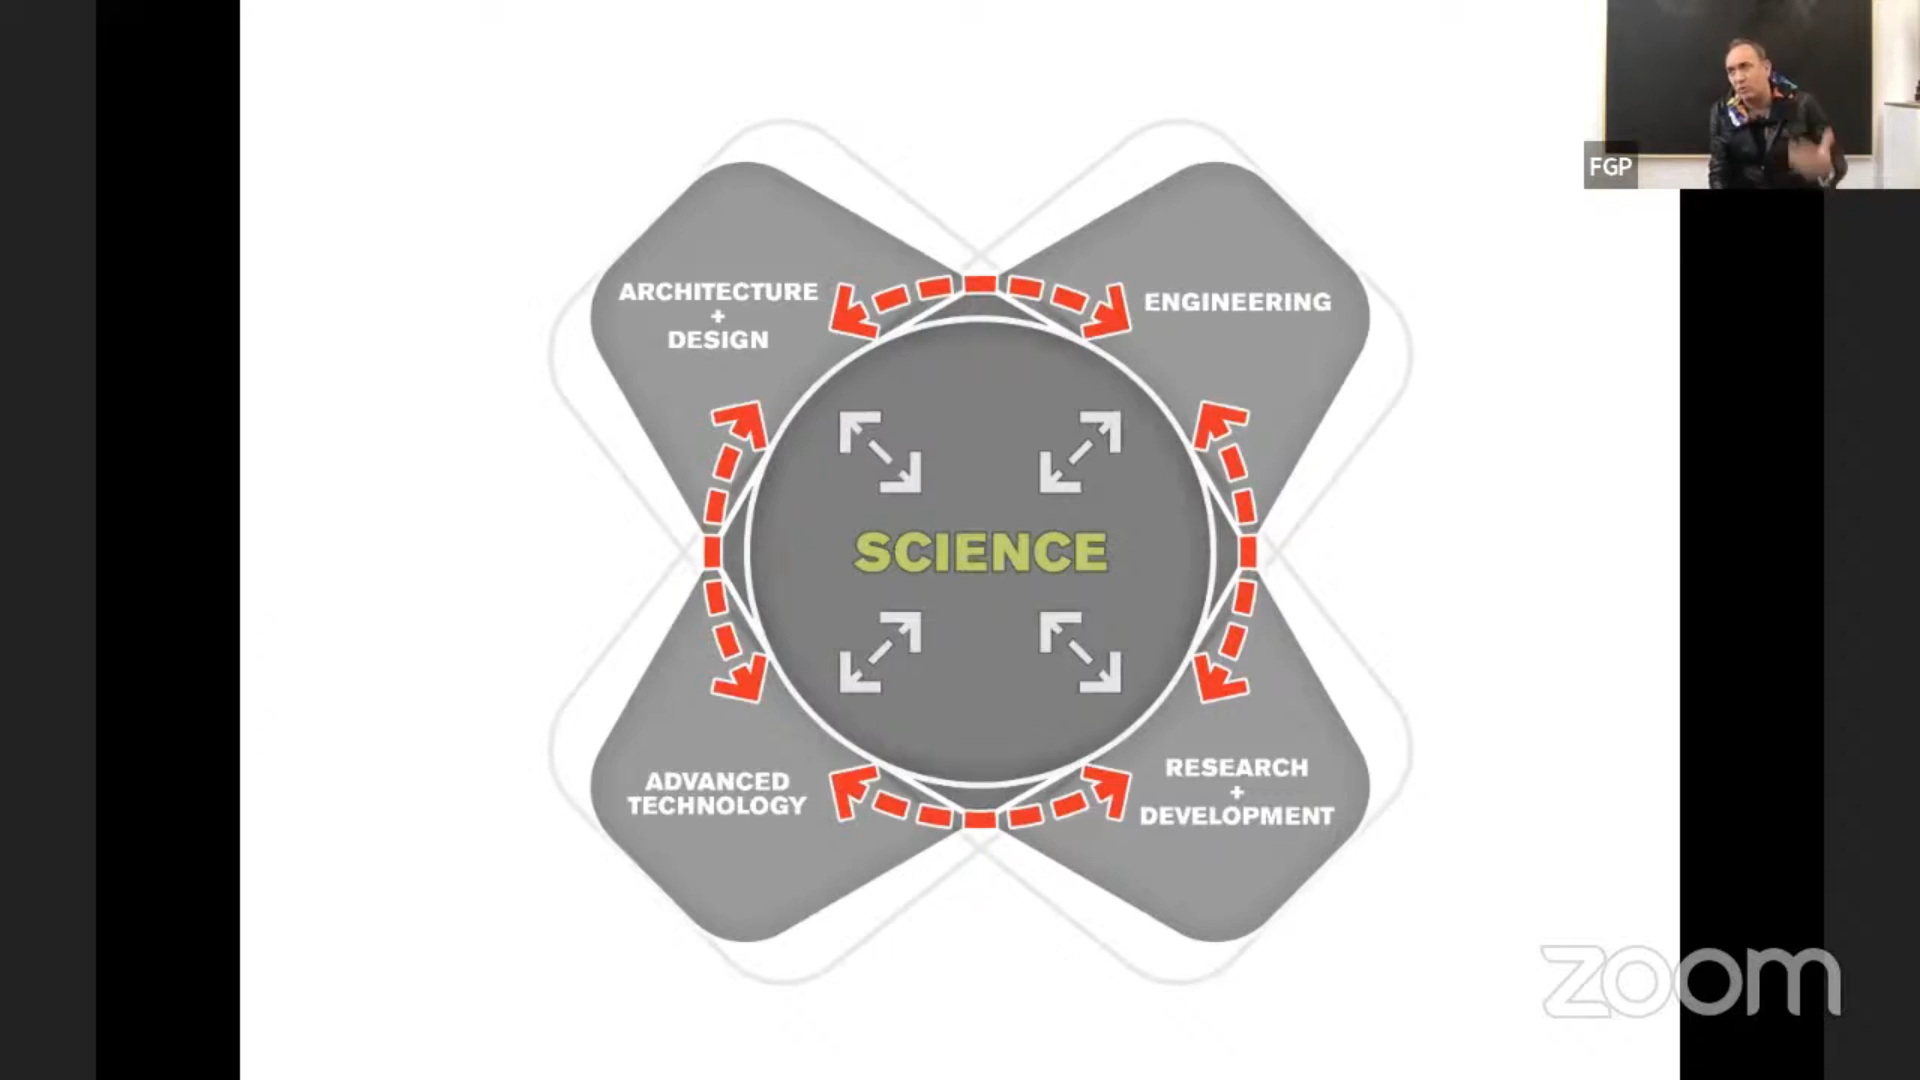 FGP
ARCHITECTURE
+
DESIGN
ENGINEERING
SCIENCE
ADVANCED
TECHNOLOGY
RESEARCH
+
DEVELOPMENT
zoom